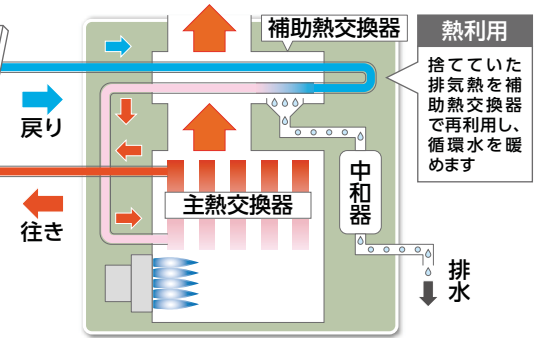 補助熱交換器
熱利用
捨てていた
排気熱を補
助熱交換器
で再利用し、
循環水を暖
めます
戻り
往き
主熱交換器
中和器
排水